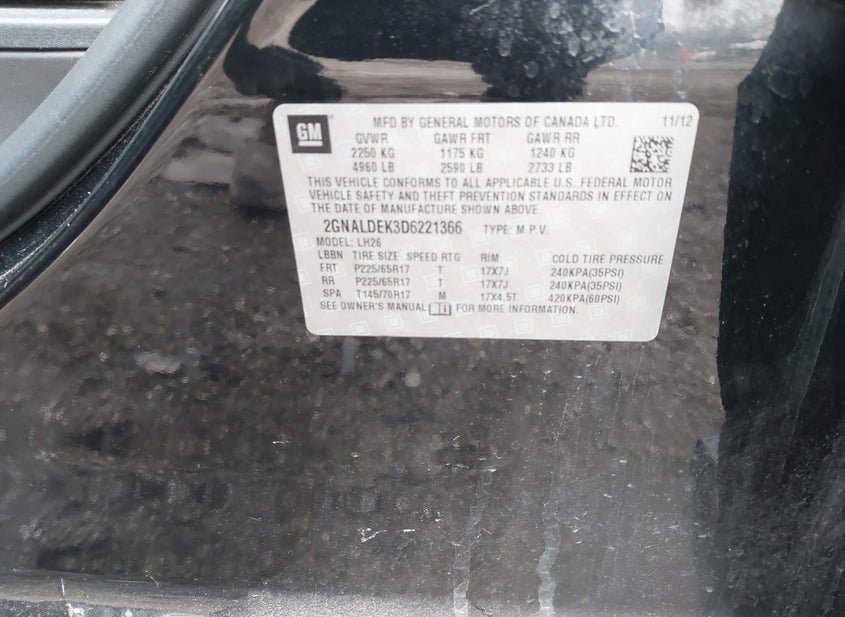 GM
MFD BY GENERAL MOTORS OF CANADA LTD. 11/12
GVWR GAWR FRT GAWR RR
2250 KG 1175 KG 1240 KG
4960 LB 2590 LB 2733 LB
THIS VEHICLE CONFORMS TO ALL APPLICABLE U.S. FEDERAL MOTOR
VEHICLE SAFETY AND THEFT PREVENTION STANDARDS IN EFFECT ON
THE DATE OF MANUFACTURE SHOWN ABOVE.
2GNALDEK3D6221366 TYPE: M.P.V.
MODEL: LH26
LBBN TIRE SIZE SPEED RTG RIM COLD TIRE PRESSURE
FRT P225/65R17 T 17X7J 240KPA(35PSI)
RR P225/65R17 T 17X7J 240KPA(35PSI)
SPA T145/70R17 M 17X4.5T 420KPA(60PSI)
SEE OWNER'S MANUAL FOR MORE INFORMATION.